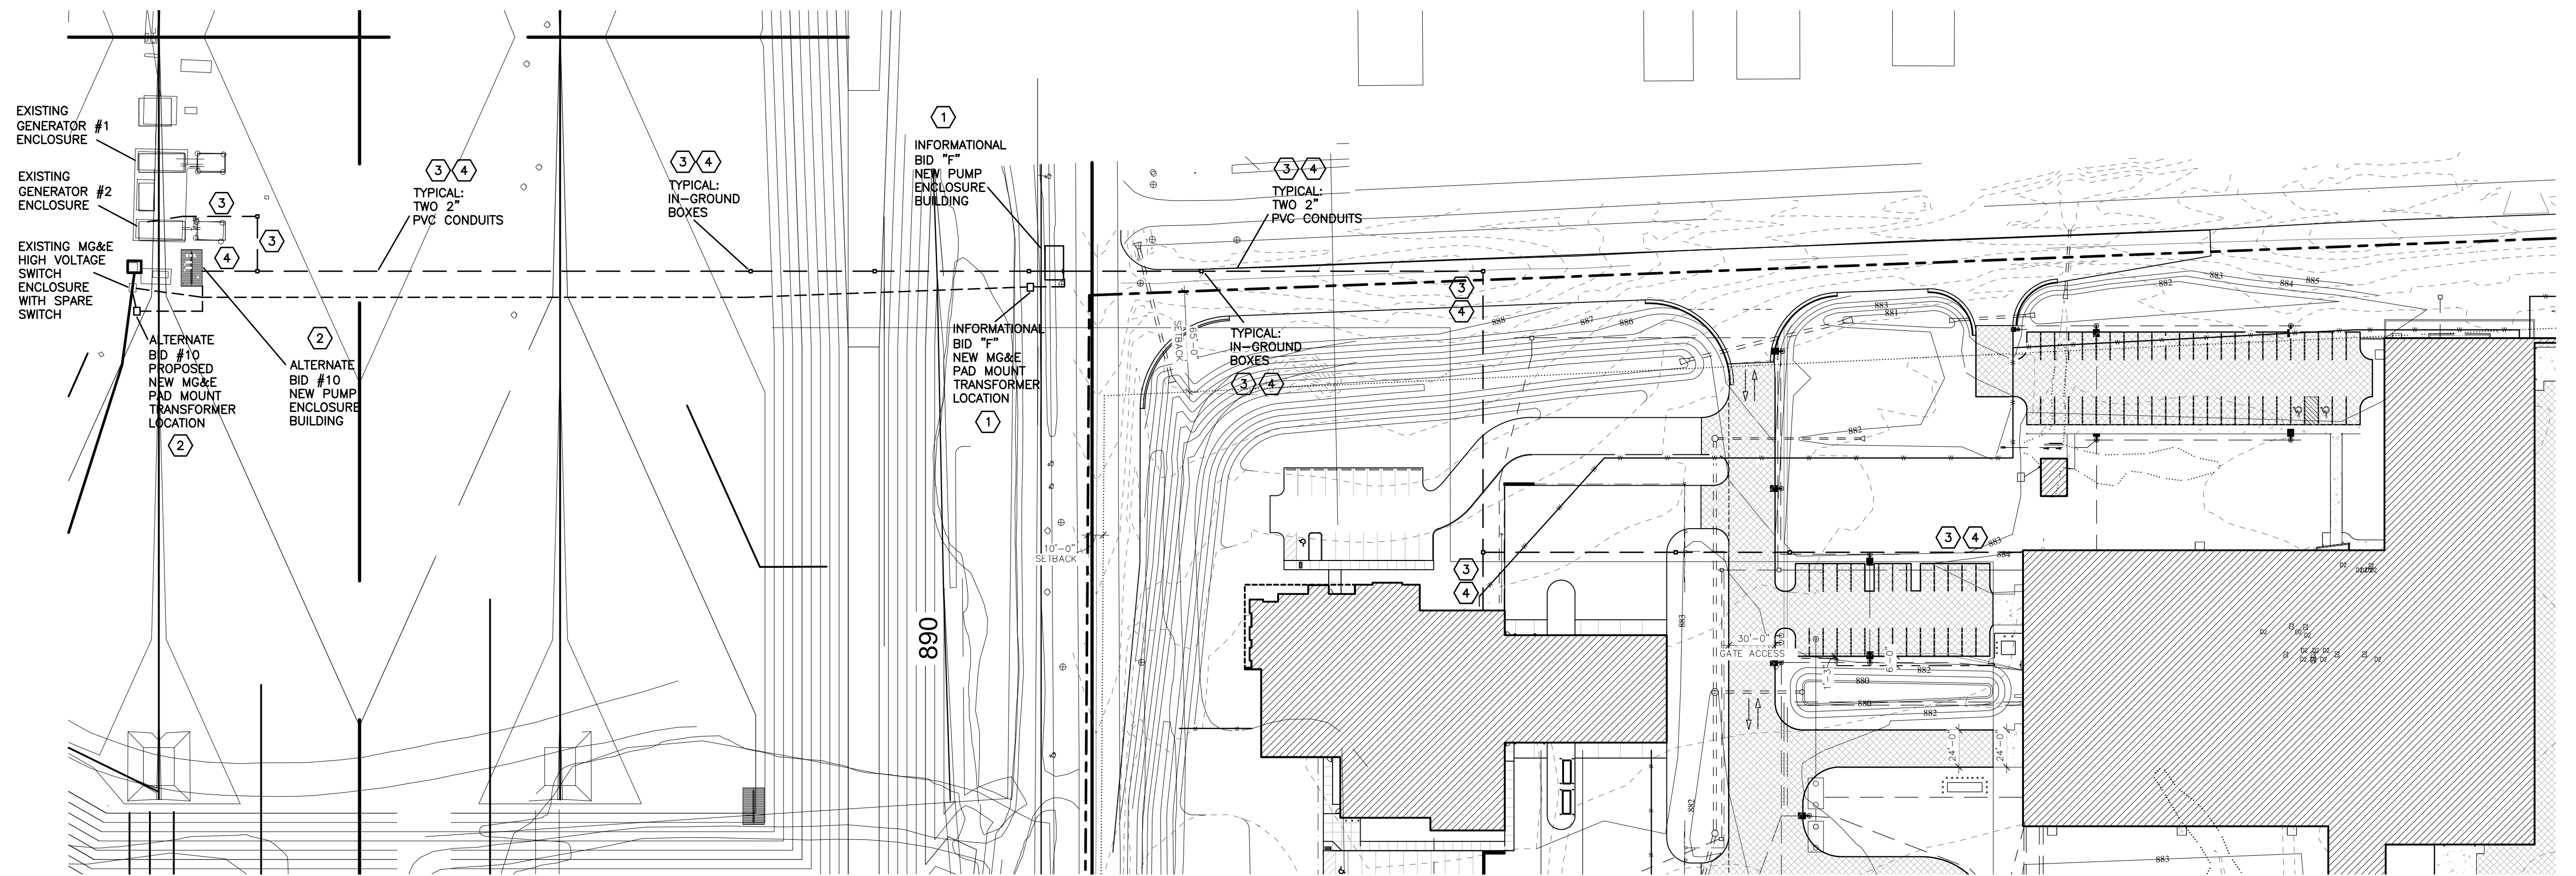 EXISTING
GENERATOR #1
ENCLOSURE
EXISTING
GENERATOR #2
ENCLOSURE
3
3
4
EXISTING MG&E
HIGH VOLTAGE
SWITCH
ENCLOSURE
WITH SPARE
SWITCH
ALTERNATE
BID #10
PROPOSED
NEW MG&E
PAD MOUNT
TRANSFORMER
LOCATION
2
2
ALTERNATE
BID #10
NEW PUMP
ENCLOSURE
BUILDING
3 4
TYPICAL:
TWO 2"
PVC CONDUITS
3 4
TYPICAL:
IN-GROUND
BOXES
1
INFORMATIONAL
BID "F"
NEW PUMP
ENCLOSURE
BUILDING
INFORMATIONAL
BID "F"
NEW MG&E
PAD MOUNT
TRANSFORMER
LOCATION
1
890
10'-0"
SETBACK
65'-0"
SETBACK
3 4
TYPICAL:
TWO 2"
PVC CONDUITS
TYPICAL:
IN-GROUND
BOXES
3 4
3
4
888
887
886
3
4
883
881
882
883
882
884
885
3 4
883
884
883
30'-0"
GATE ACCESS
6'-0"
882
880
880
882
24'-0"
24'-0"
882
883